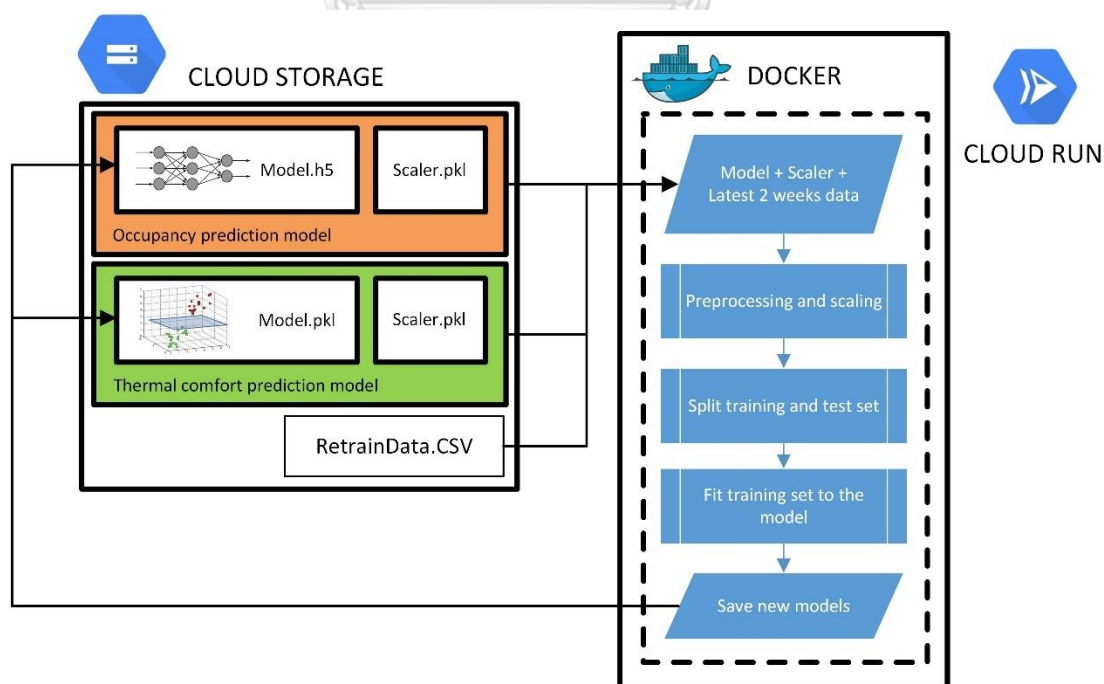 CLOUD STORAGE
Model.h5
Scaler.pkl
Occupancy prediction model
Model.pkl
Scaler.pkl
Thermal comfort prediction model
RetrainData.CSV
DOCKER
Model + Scaler +
Latest 2 weeks data
Preprocessing and scaling
Split training and test set
Fit training set to the
model
Save new models
CLOUD RUN